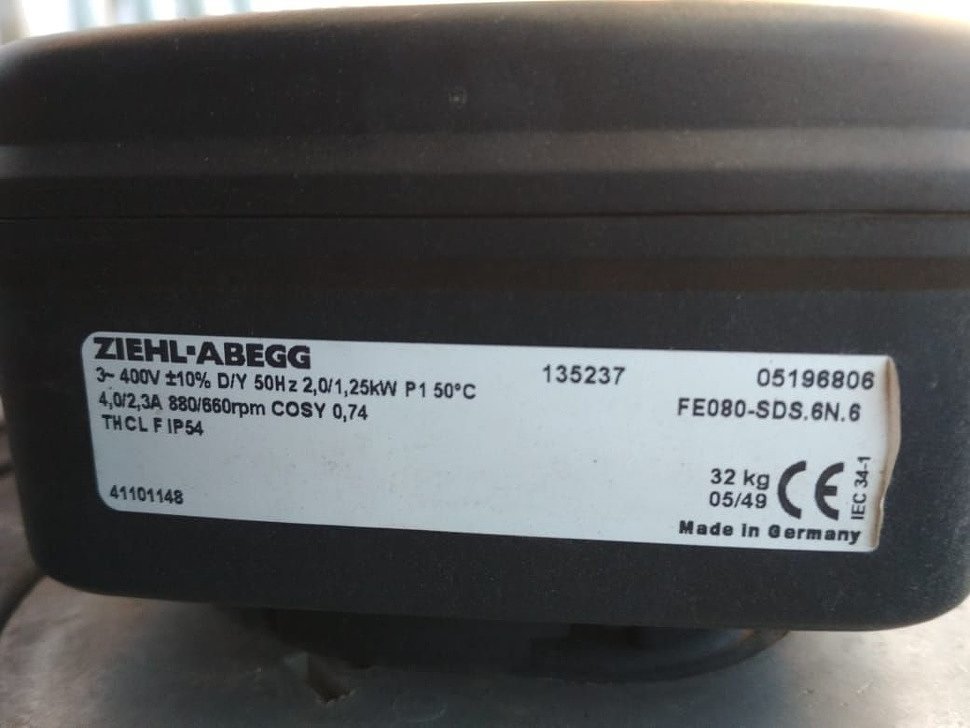 ZIEHL-ABEGG
3~ 400V ±10% D/Y 50Hz 2,0/1,25kW P1 50°C
4,0/2,3A 880/660rpm COSY 0,74
THCL F IP54
41101148
135237
05196806
FE080-SDS.6N.6
32 kg
05/49
CE
IEC 34-1
Made in Germany